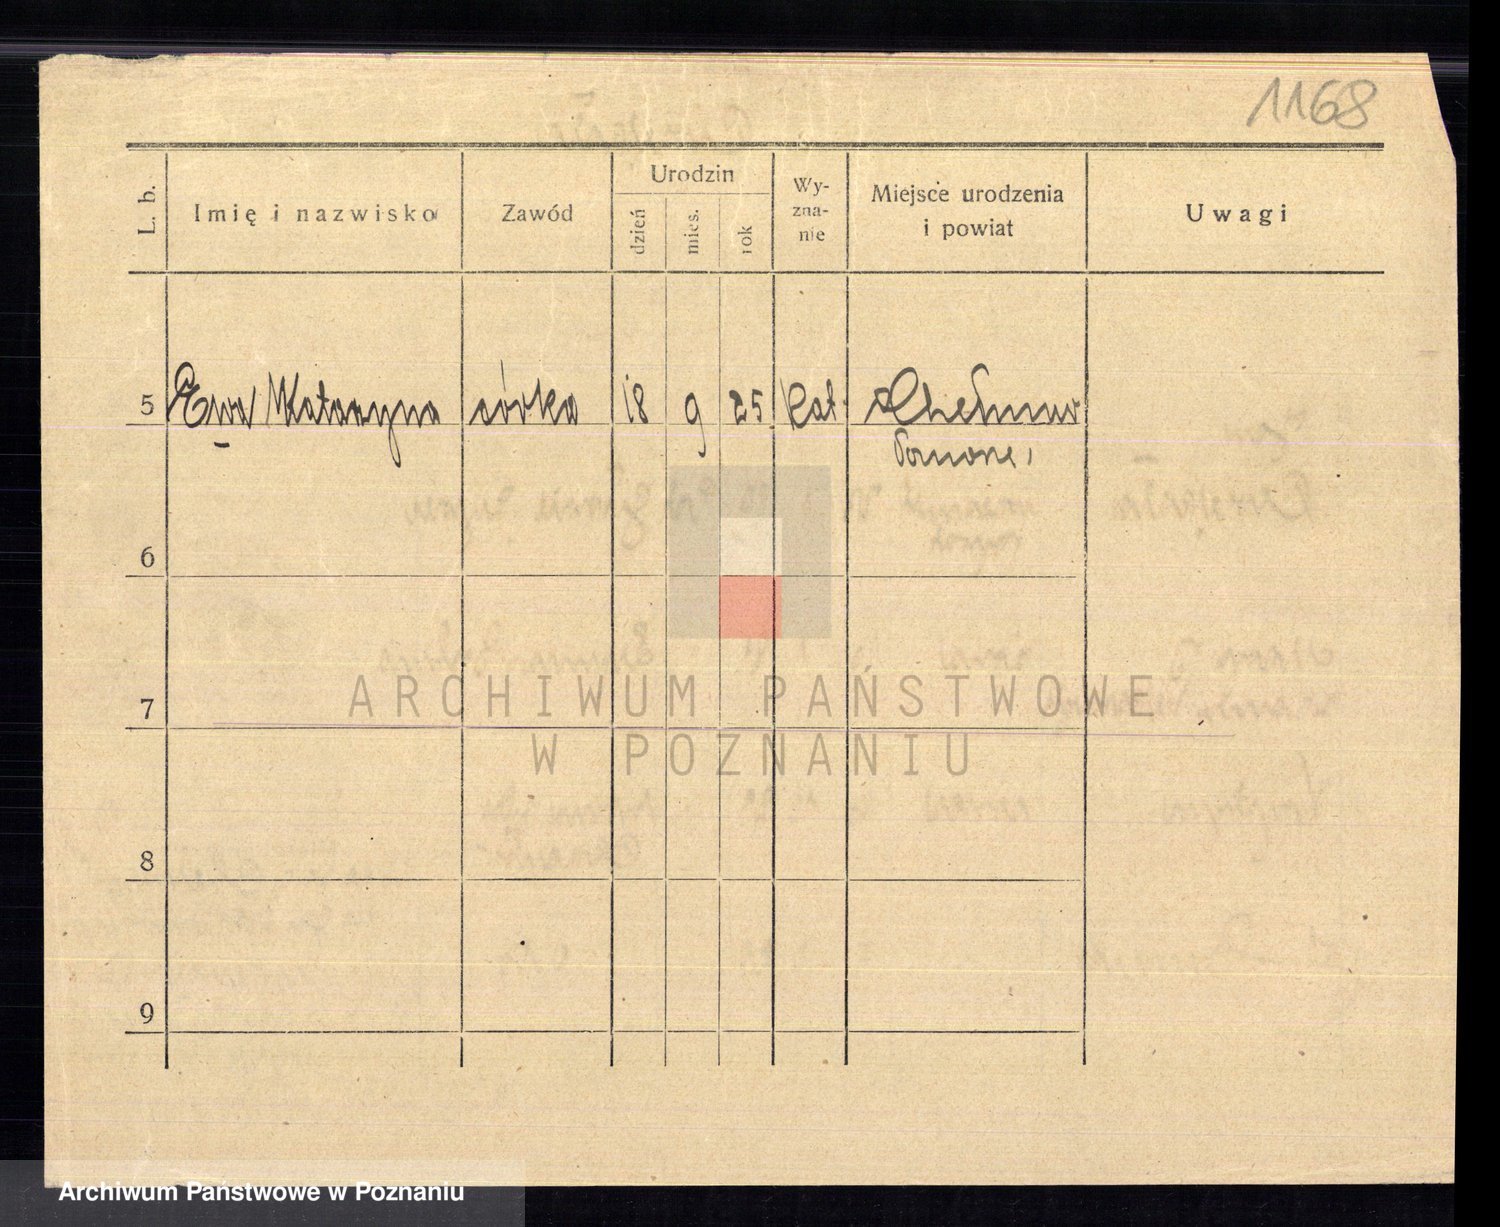 1168
L. b.
Imię i nazwisko
Zawód
Urodzin
dzień
mies.
rok
Wy-
zna-
nie
Miejsce urodzenia
i powiat
Uwagi
5 Ewa Katarzyna córka 18 9 25 kat.
6
7
8
9
ARCHIWUM PAŃSTWOWE
W POZNANIU
Archiwum Państwowe w Poznaniu